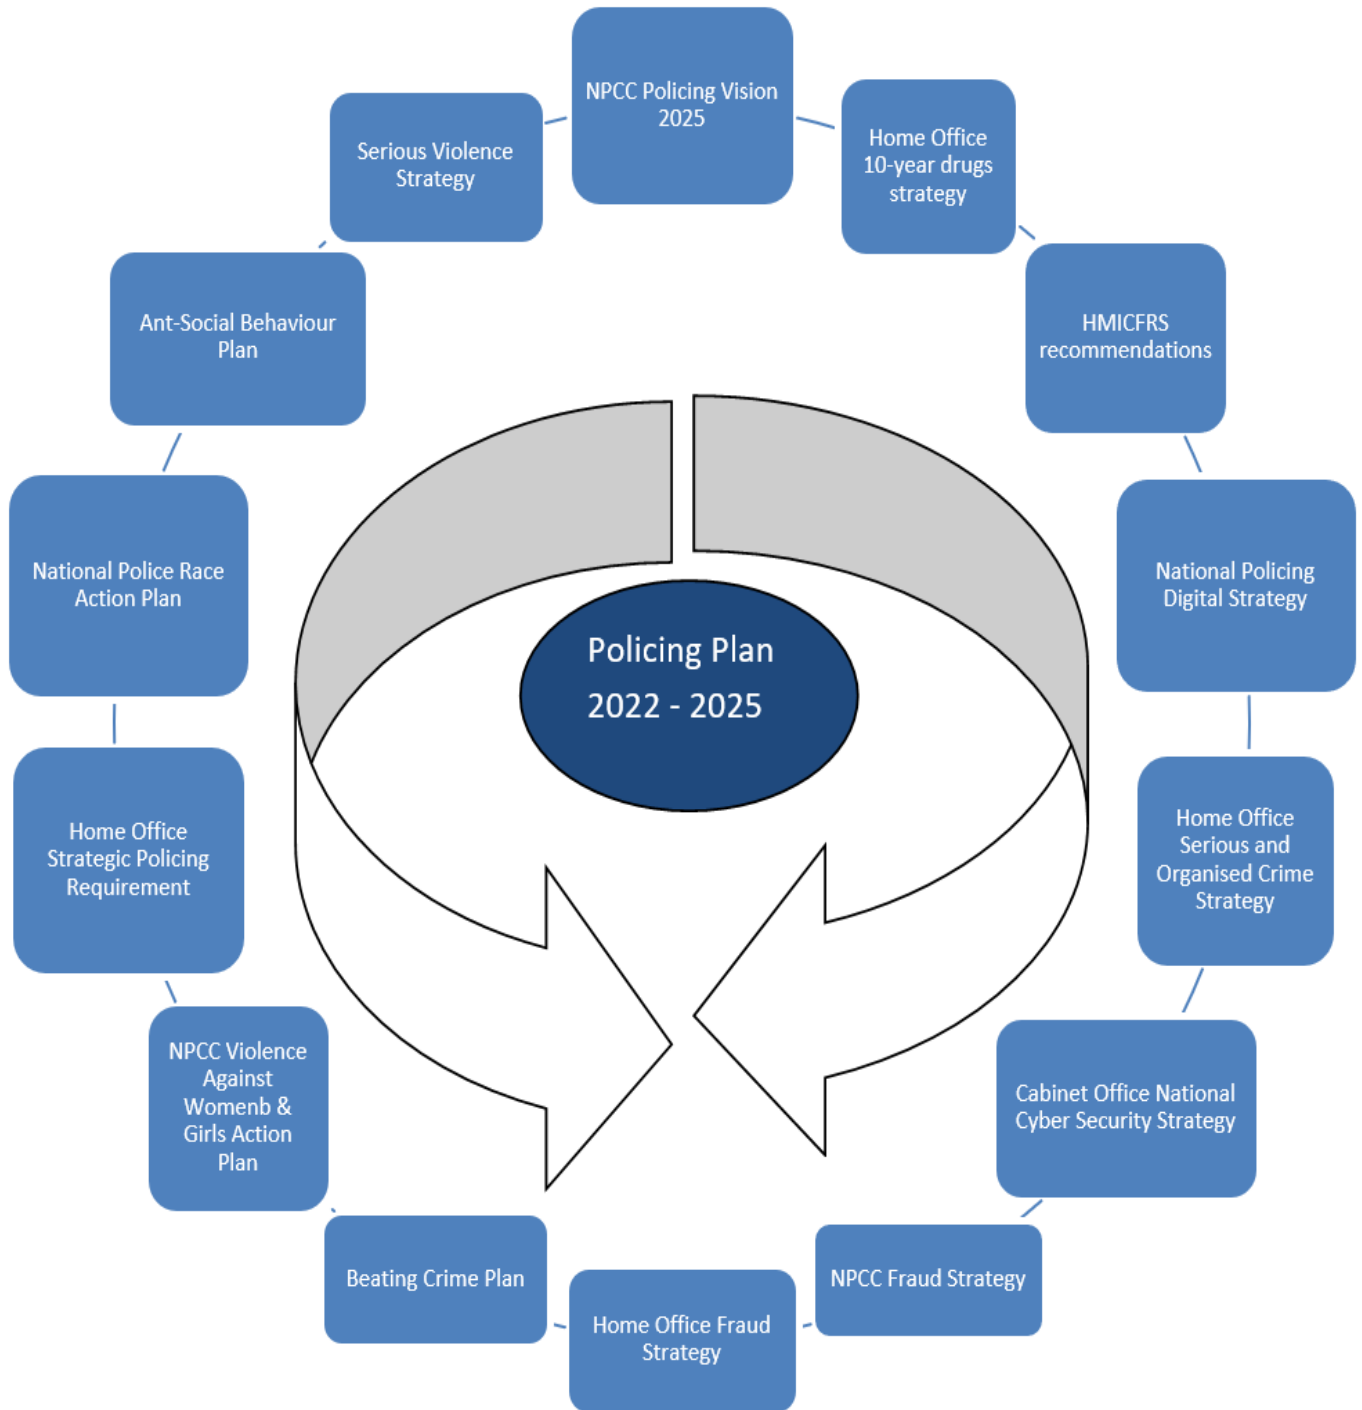 NPCC Policing Vision
2025
Home Office
10-year drugs
strategy
HMICFRS
recommendations
National Policing
Digital Strategy
Home Office
Serious and
Organised Crime
Strategy
Cabinet Office National
Cyber Security Strategy
NPCC Fraud Strategy
Home Office Fraud
Strategy
Beating Crime Plan
NPCC Violence
Against
Womenb &
Girls Action
Plan
Home Office
Strategic Policing
Requirement
National Police Race
Action Plan
Ant-Social Behaviour
Plan
Serious Violence
Strategy
Policing Plan
2022 - 2025